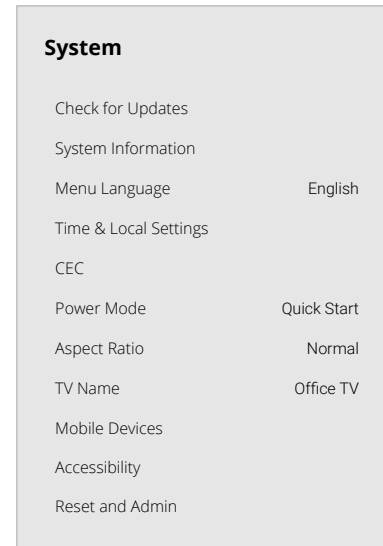 System
Check for Updates
System Information
Menu Language English
Time & Local Settings
CEC
Power Mode Quick Start
Aspect Ratio Normal
TV Name Office TV
Mobile Devices
Accessibility
Reset and Admin